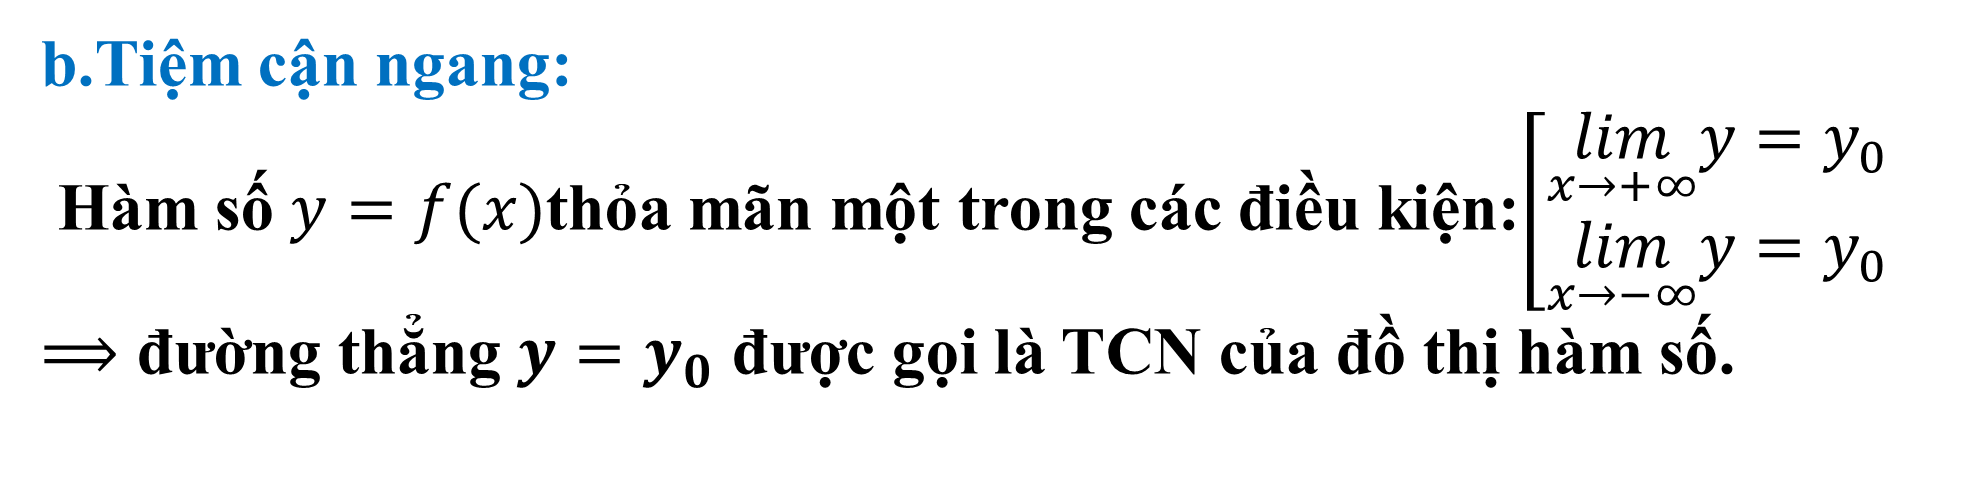 b.Tiệm cận ngang:
Hàm số y = f(x)thỏa mãn một trong các điều kiện:[lim y = y₀
x→+∞
lim y = y₀
x→−∞
⟹ đường thẳng y = y₀ được gọi là TCN của đồ thị hàm số.